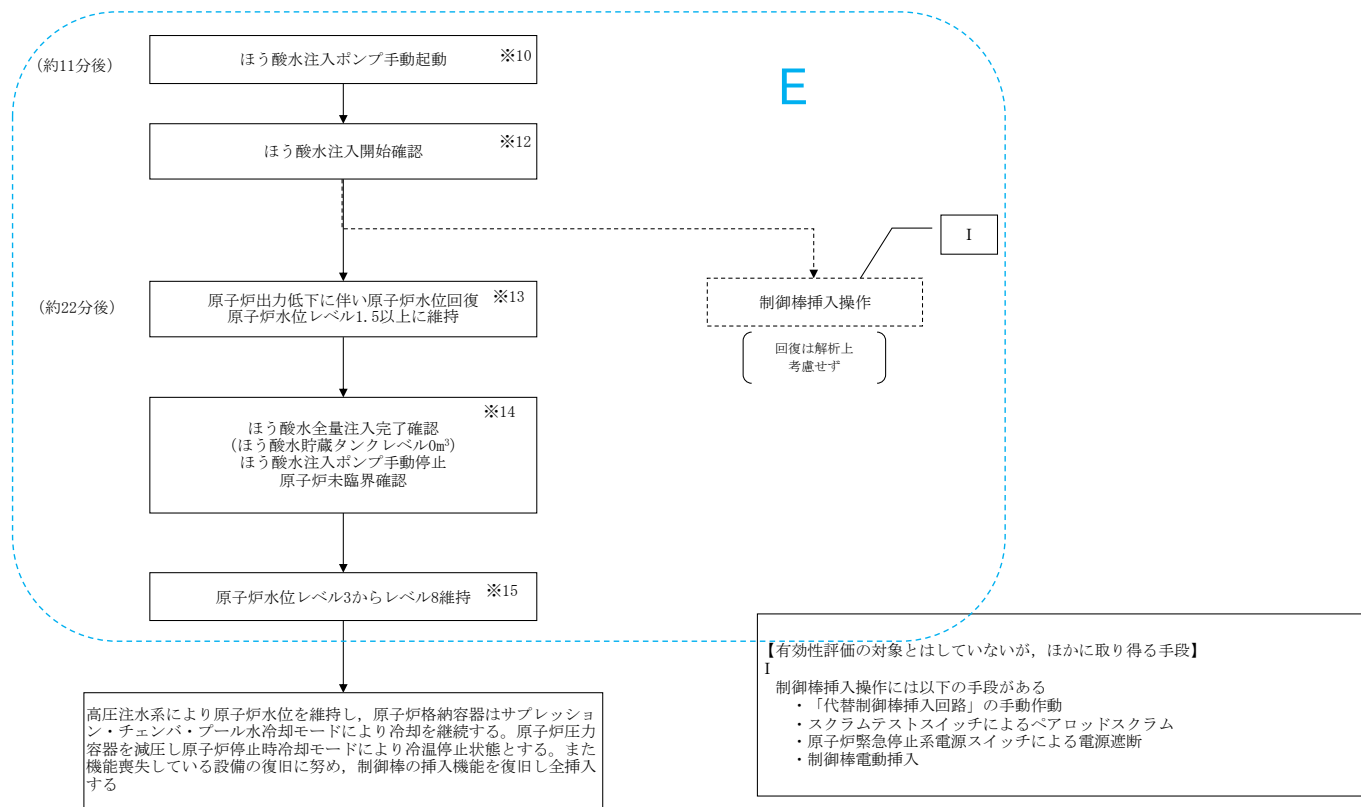 (約11分後)
ほう酸水注入ポンプ手動起動
※10
E
ほう酸水注入開始確認
※12
I
(約22分後)
原子炉出力低下に伴い原子炉水位回復
原子炉水位レベル1.5以上に維持
※13
制御棒挿入操作
回復は解析上
考慮せず
※14
ほう酸水全量注入完了確認
(ほう酸水貯蔵タンクレベル0m³)
ほう酸水注入ポンプ手動停止
原子炉未臨界確認
原子炉水位レベル3からレベル8維持
※15
高圧注水系により原子炉水位を維持し，原子炉格納容器はサプレッショ
ン・チェンバ・プール水冷却モードにより冷却を継続する。原子炉圧力
容器を減圧し原子炉停止時冷却モードにより冷温停止状態とする。また
機能喪失している設備の復旧に努め，制御棒の挿入機能を復旧し全挿入
する
【有効性評価の対象とはしていないが，ほかに取り得る手段】
I
制御棒挿入操作には以下の手段がある
・「代替制御棒挿入回路」の手動作動
・スクラムテストスイッチによるペアロッドスクラム
・原子炉緊急停止系電源スイッチによる電源遮断
・制御棒電動挿入